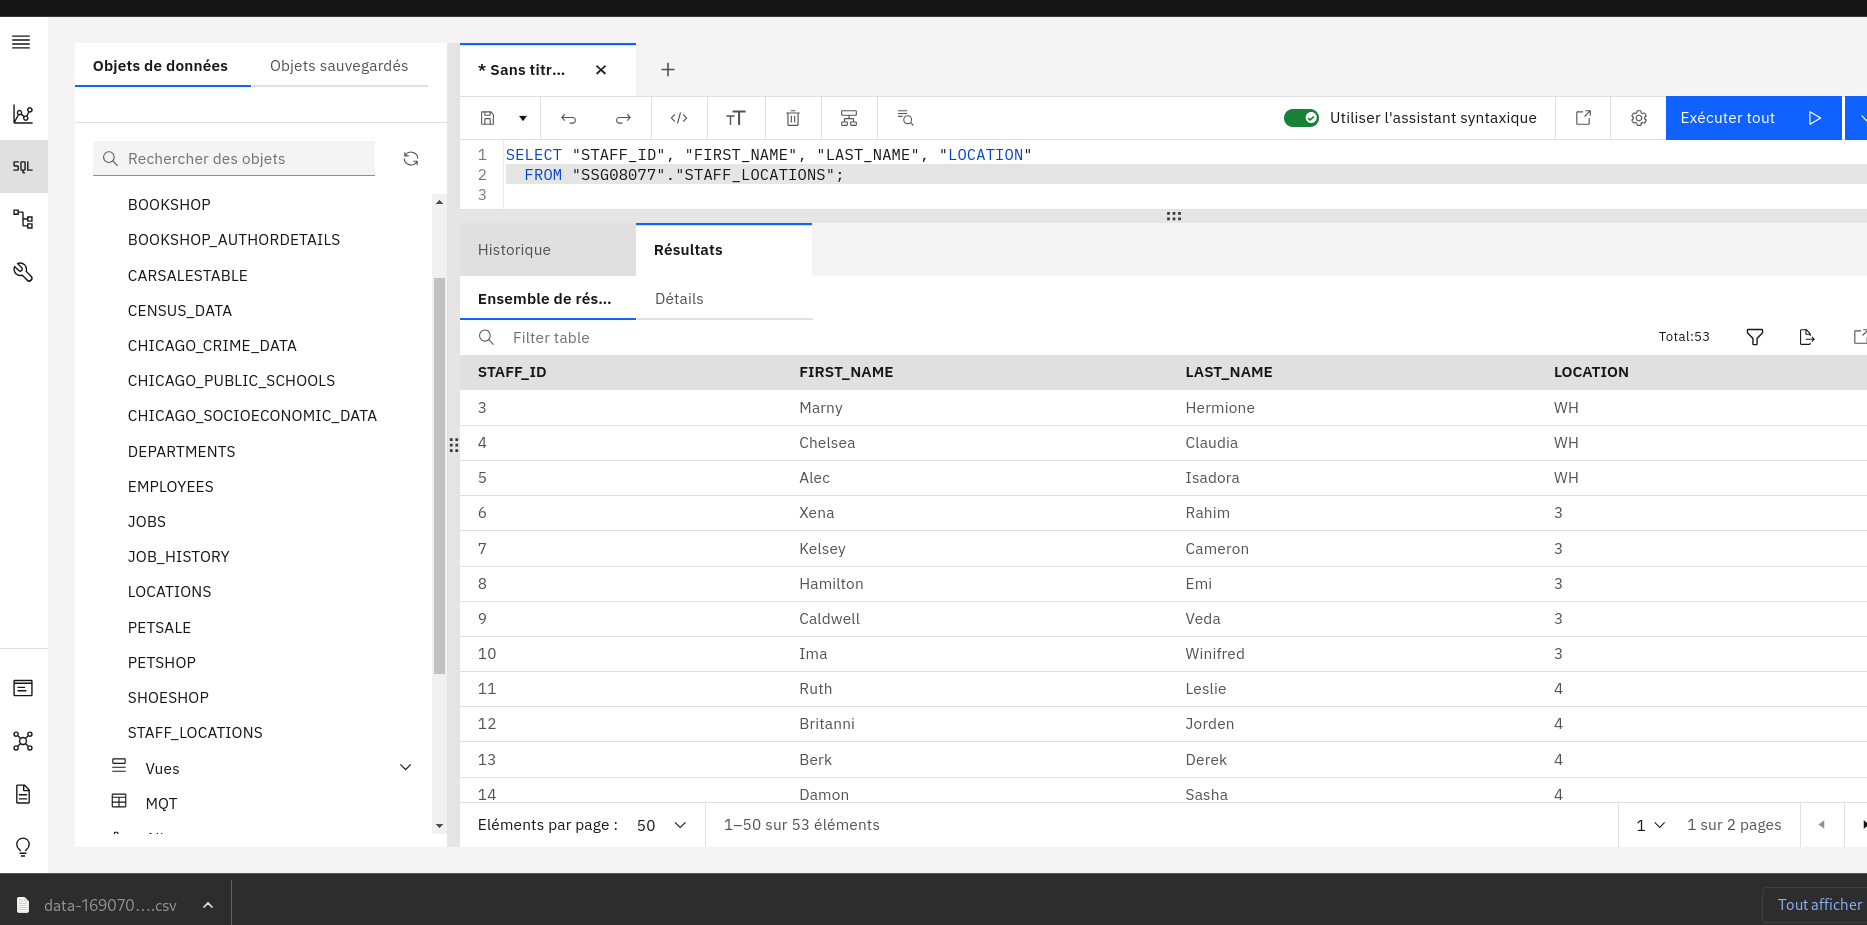 Objets de données
Objets sauvegardés
* Sans titr...
Utiliser l'assistant syntaxique
Exécuter tout
SQL
Rechercher des objets
BOOKSHOP
BOOKSHOP_AUTHORDETAILS
CARSALESTABLE
CENSUS_DATA
CHICAGO_CRIME_DATA
CHICAGO_PUBLIC_SCHOOLS
CHICAGO_SOCIOECONOMIC_DATA
DEPARTMENTS
EMPLOYEES
JOBS
JOB_HISTORY
LOCATIONS
PETSALE
PETSHOP
SHOESHOP
STAFF_LOCATIONS
Vues
MQT
1 SELECT "STAFF_ID", "FIRST_NAME", "LAST_NAME", "LOCATION"
2 FROM "SSG08077"."STAFF_LOCATIONS";
3
Historique
Résultats
Ensemble de rés...
Détails
Filter table
Total:53
STAFF_ID FIRST_NAME LAST_NAME LOCATION
3 Marny Hermione WH
4 Chelsea Claudia WH
5 Alec Isadora WH
6 Xena Rahim 3
7 Kelsey Cameron 3
8 Hamilton Emi 3
9 Caldwell Veda 3
10 Ima Winifred 3
11 Ruth Leslie 4
12 Britanni Jorden 4
13 Berk Derek 4
14 Damon Sasha 4
Eléments par page : 50
1–50 sur 53 éléments
1
1 sur 2 pages
data-169070....csv
Tout afficher